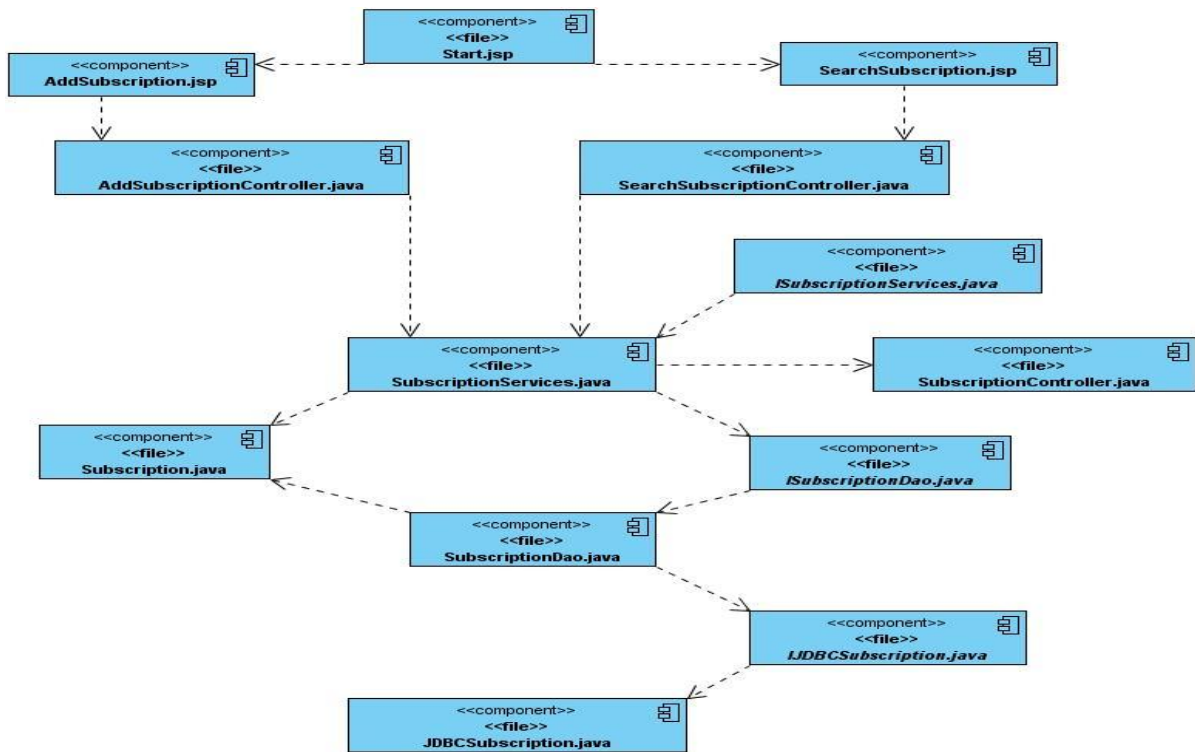 <<component>>
<<file>>
Start.jsp
<<component>>
AddSubscription.jsp
<<component>>
SearchSubscription.jsp
<<component>>
<<file>>
AddSubscriptionController.java
<<component>>
<<file>>
SearchSubscriptionController.java
<<component>>
<<file>>
ISubscriptionServices.java
<<component>>
<<file>>
SubscriptionServices.java
<<component>>
<<file>>
SubscriptionController.java
<<component>>
<<file>>
Subscription.java
<<component>>
<<file>>
ISubscriptionDao.java
<<component>>
<<file>>
SubscriptionDao.java
<<component>>
<<file>>
IJDBCSubscription.java
<<component>>
<<file>>
JDBCSubscription.java